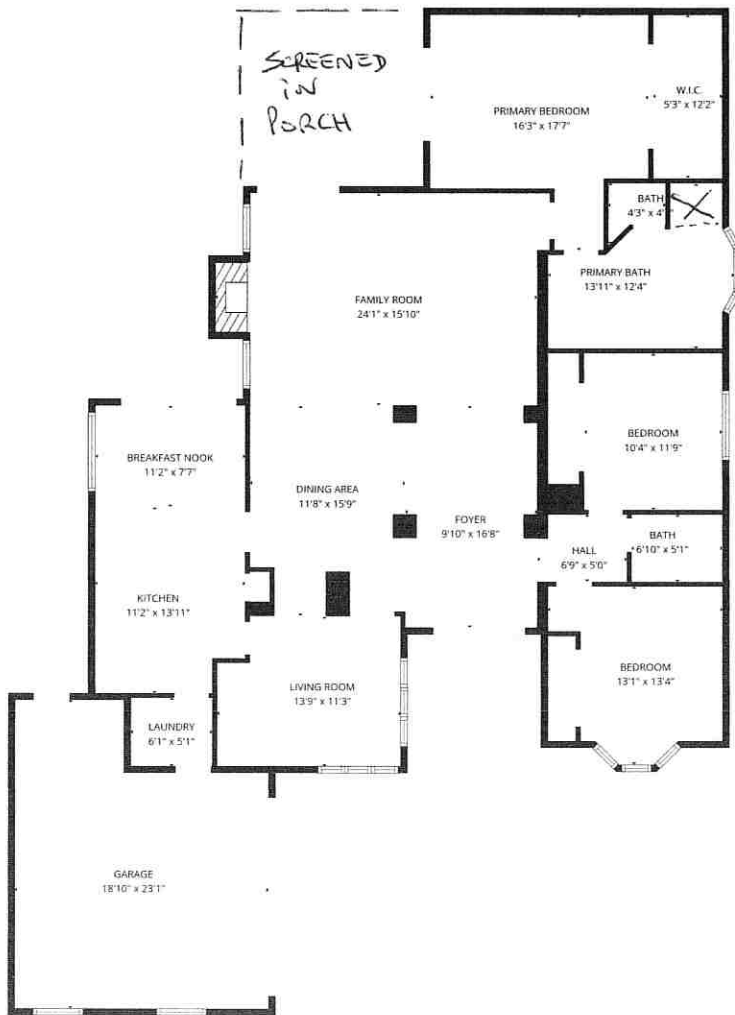 SCREENED
IN
PORCH
PRIMARY BEDROOM
16'3" x 17'7"
W.I.C.
5'3" x 12'2"
BATH
4'3" x 4'
PRIMARY BATH
13'11" x 12'4"
FAMILY ROOM
24'1" x 15'10"
BREAKFAST NOOK
11'2" x 7'7"
DINING AREA
11'8" x 15'9"
FOYER
9'10" x 16'8"
BEDROOM
10'4" x 11'9"
HALL
6'9" x 5'0"
BATH
6'10" x 5'1"
KITCHEN
11'2" x 13'11"
LIVING ROOM
13'9" x 11'3"
BEDROOM
13'1" x 13'4"
LAUNDRY
6'1" x 5'1"
GARAGE
18'10" x 23'1"